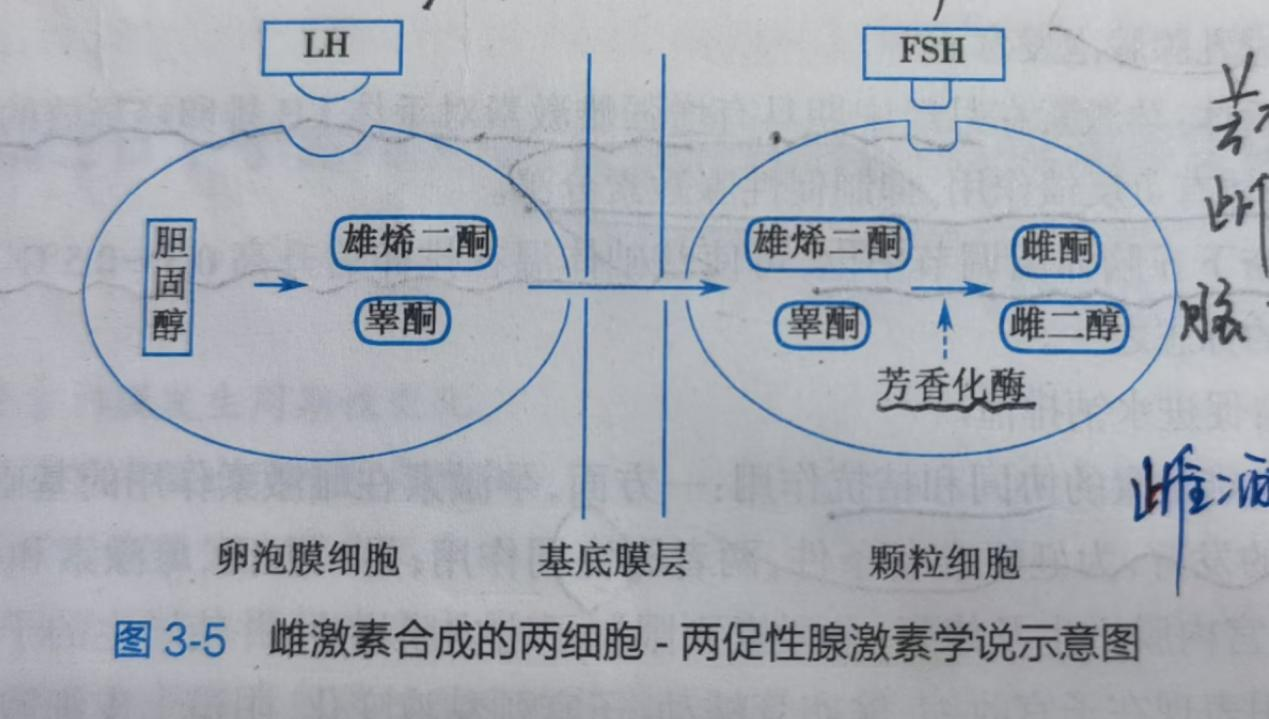 LH
FSH
胆固醇
雄烯二酮
睾酮
雄烯二酮
睾酮
雌酮
雌二醇
芳香化酶
卵泡膜细胞
基底膜层
颗粒细胞
图 3-5 雌激素合成的两细胞 - 两促性腺激素学说示意图